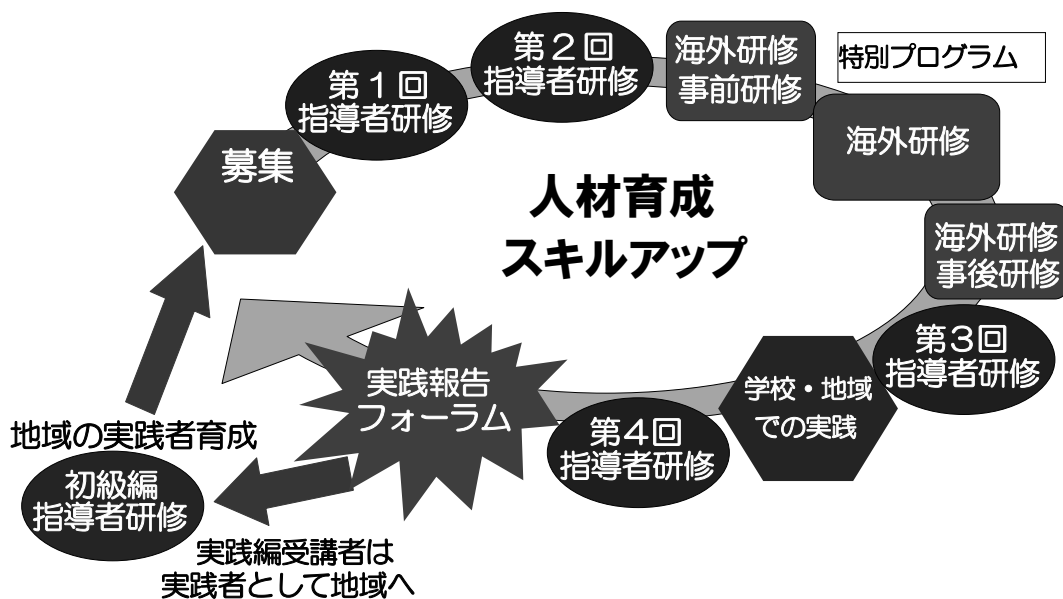 募集
第１回
指導者研修
第２回
指導者研修
海外研修
事前研修
特別プログラム
海外研修
海外研修
事後研修
第３回
指導者研修
学校・地域
での実践
第４回
指導者研修
実践報告
フォーラム
人材育成
スキルアップ
地域の実践者育成
初級編
指導者研修
実践編受講者は
実践者として地域へ